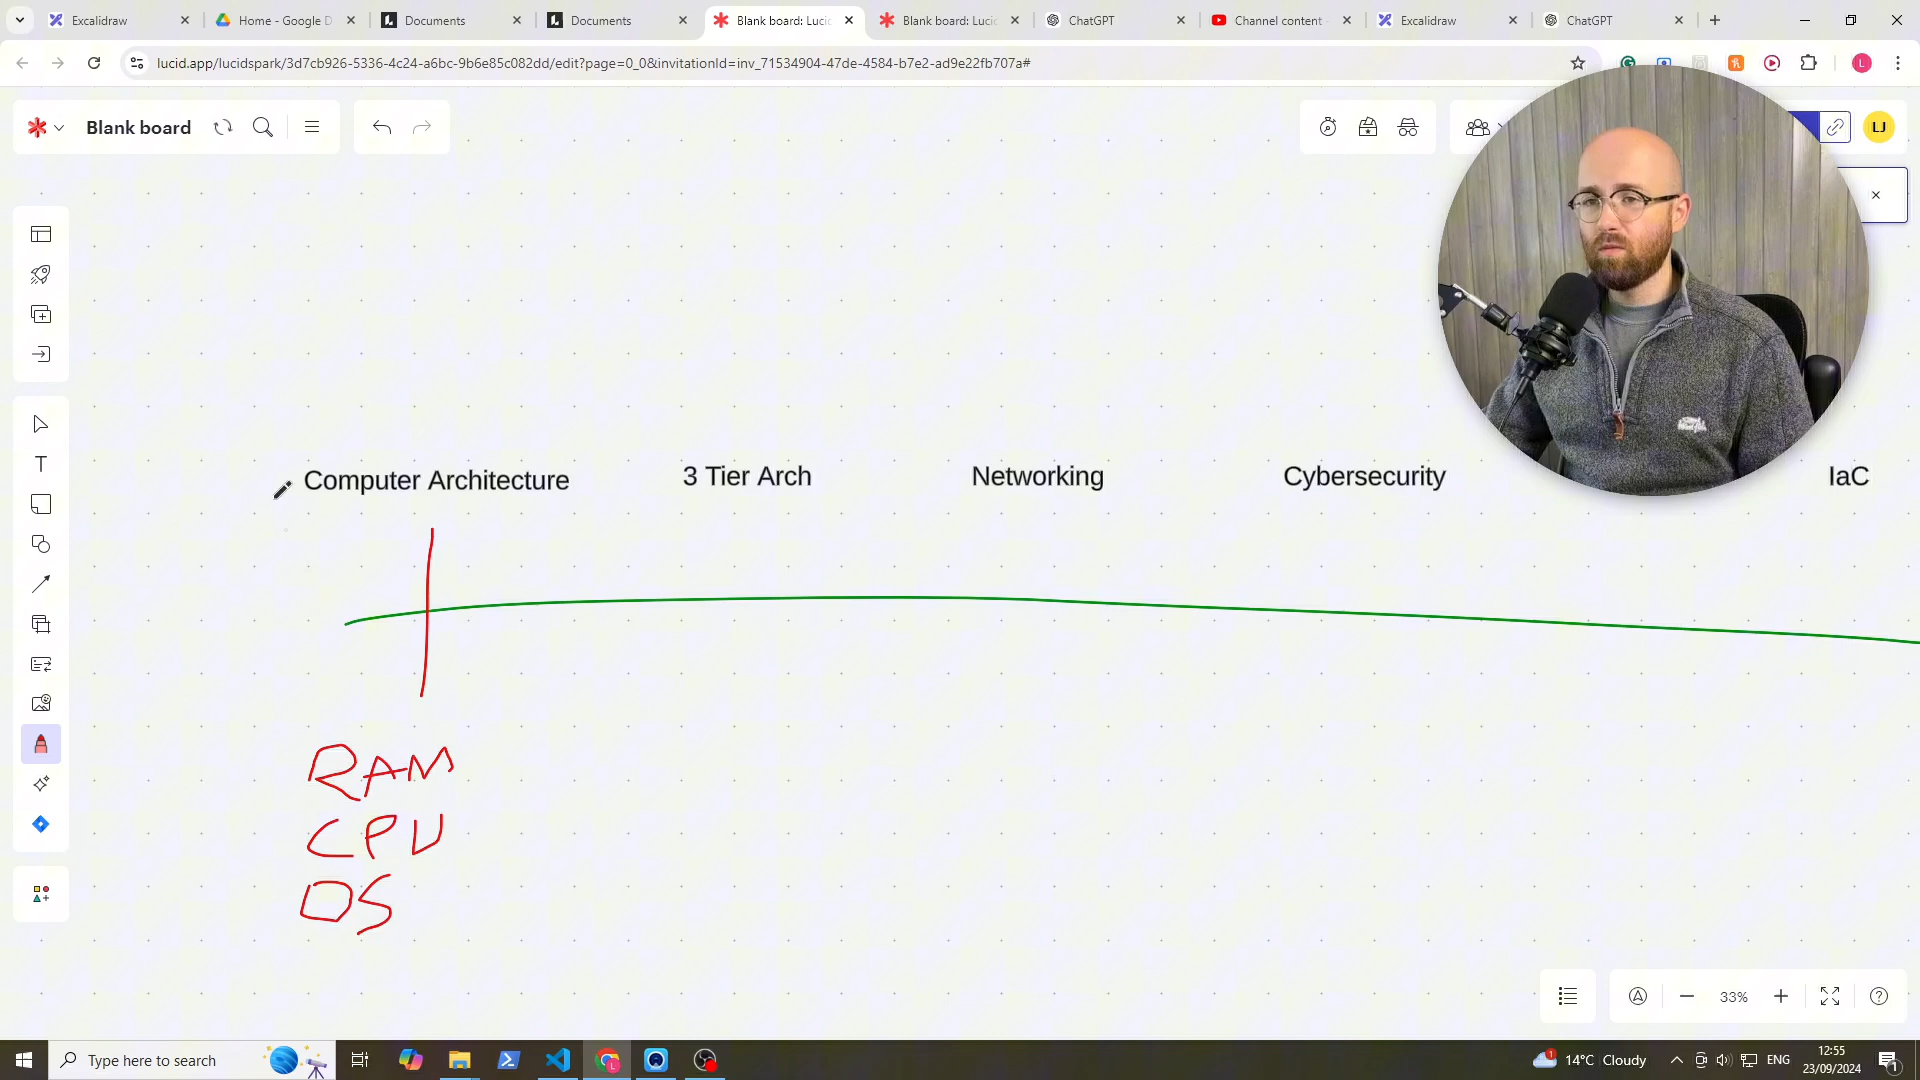 Excalidraw
Home - Google D
Documents
Documents
Blank board: Lucid
Blank board: Lucid
ChatGPT
Channel content
Excalidraw
ChatGPT
lucid.app/lucidspark/3d7cb926-5336-4c24-a6bc-9b6e85c082dd/edit?page=0_0&invitationId=inv_71534904-47de-4584-b7e2-ad9e22fb707a#
L
Blank board
LJ
Computer Architecture
3 Tier Arch
Networking
Cybersecurity
IaC
RAM
CPU
OS
33%
Type here to search
14°C Cloudy
ENG
12:55
23/09/2024